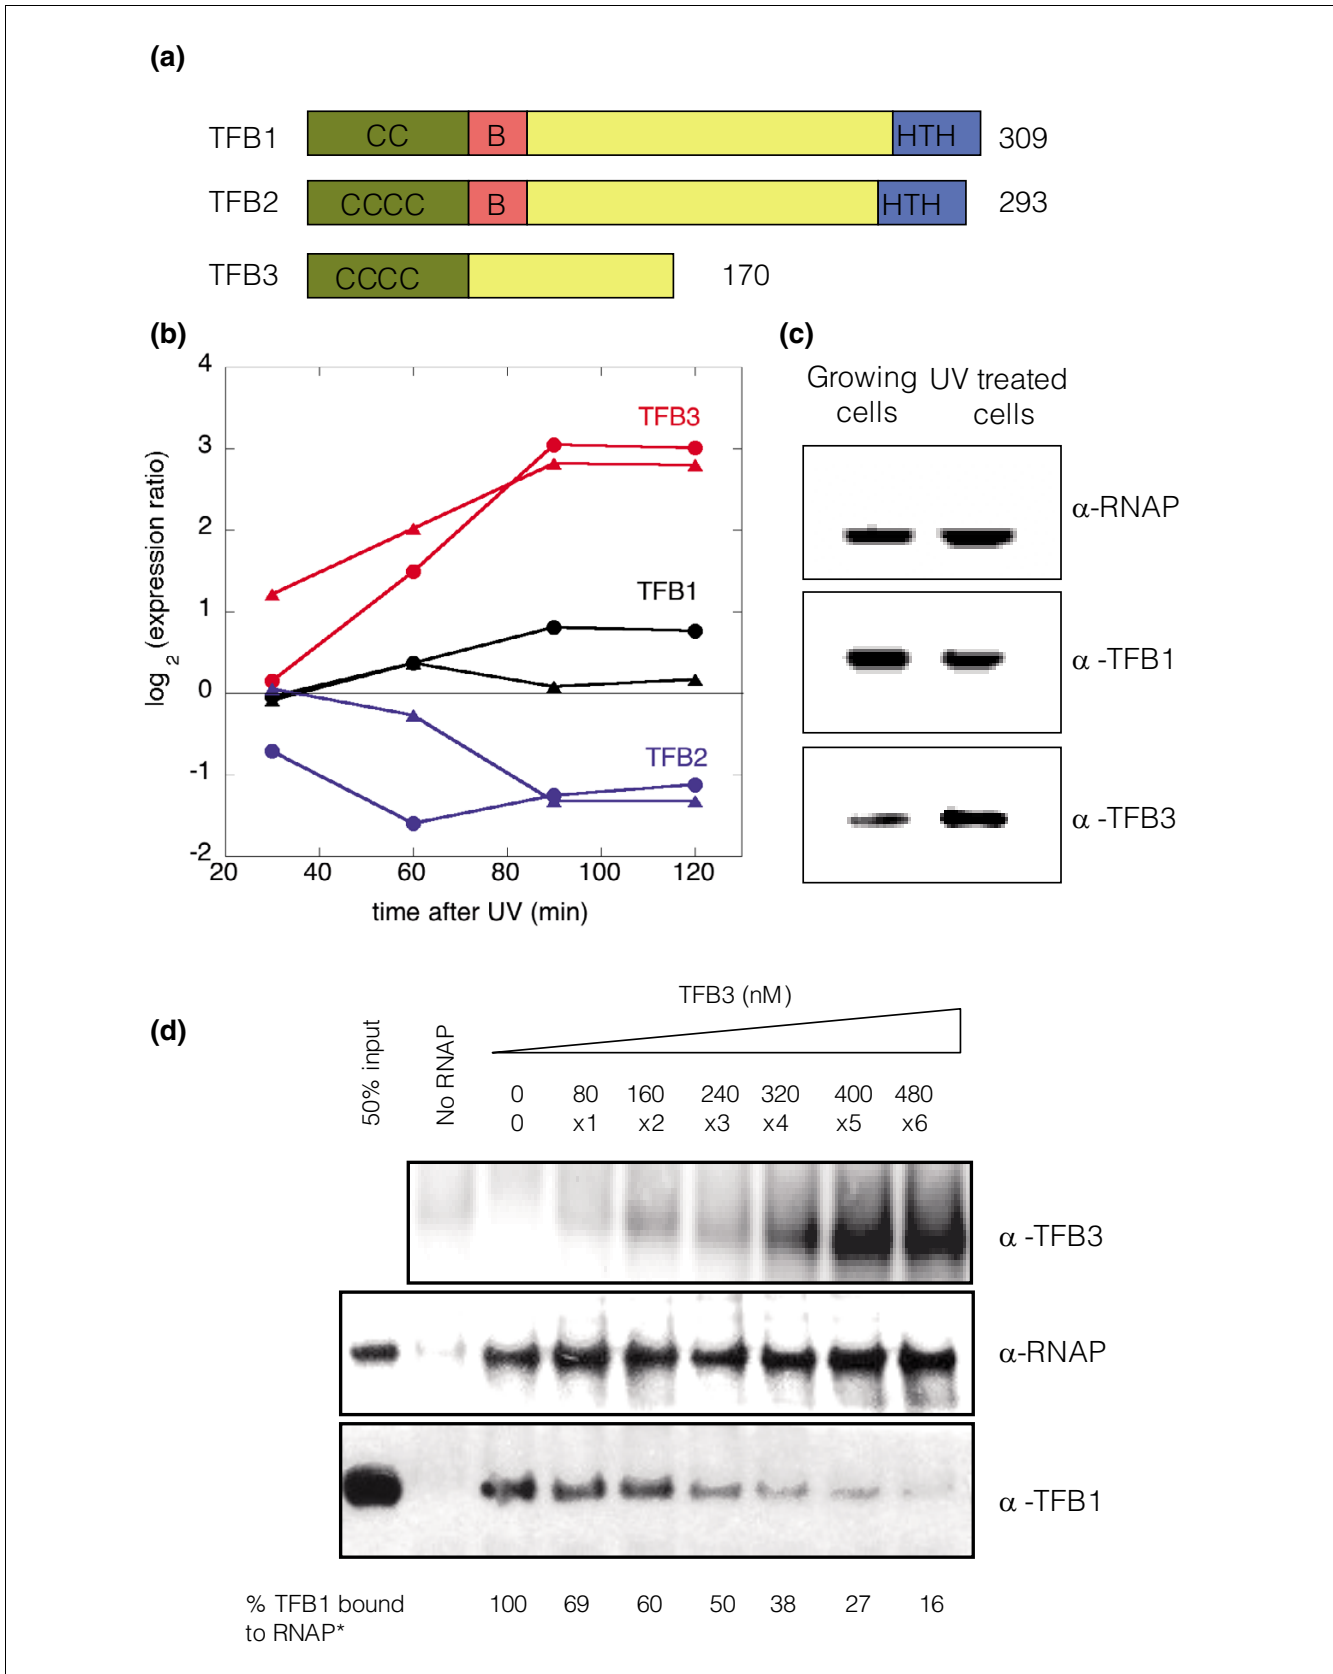 (a)
TFB1 CC B HTH 309
TFB2 CCCC B HTH 293
TFB3 CCCC 170
(b)
4
3
2
1
0
-1
-2
log 2 (expression ratio)
TFB3
TFB1
TFB2
20 40 60 80 100 120
time after UV (min)
(c)
Growing cells
UV treated cells
α-RNAP
α -TFB1
α -TFB3
(d)
TFB3 (nM)
50% input
No RNAP
0 80 160 240 320 400 480
0 x1 x2 x3 x4 x5 x6
α -TFB3
α-RNAP
α -TFB1
% TFB1 bound 100 69 60 50 38 27 16
to RNAP*